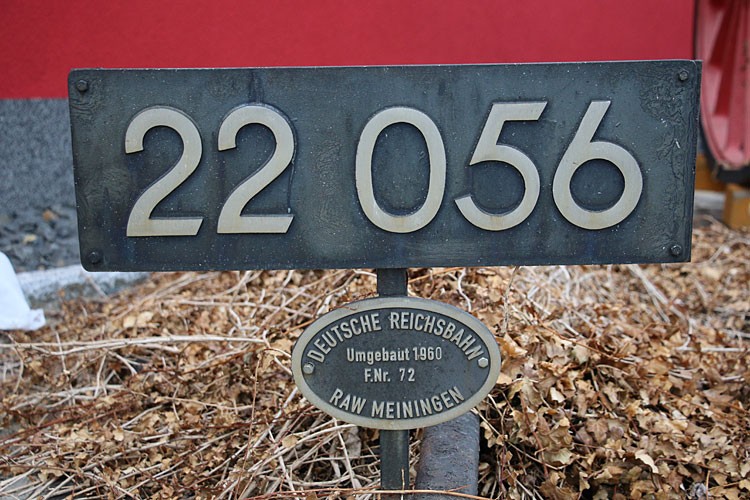 22 056
DEUTSCHE REICHSBAHN
Umgebaut 1960
F.Nr. 72
RAW MEININGEN